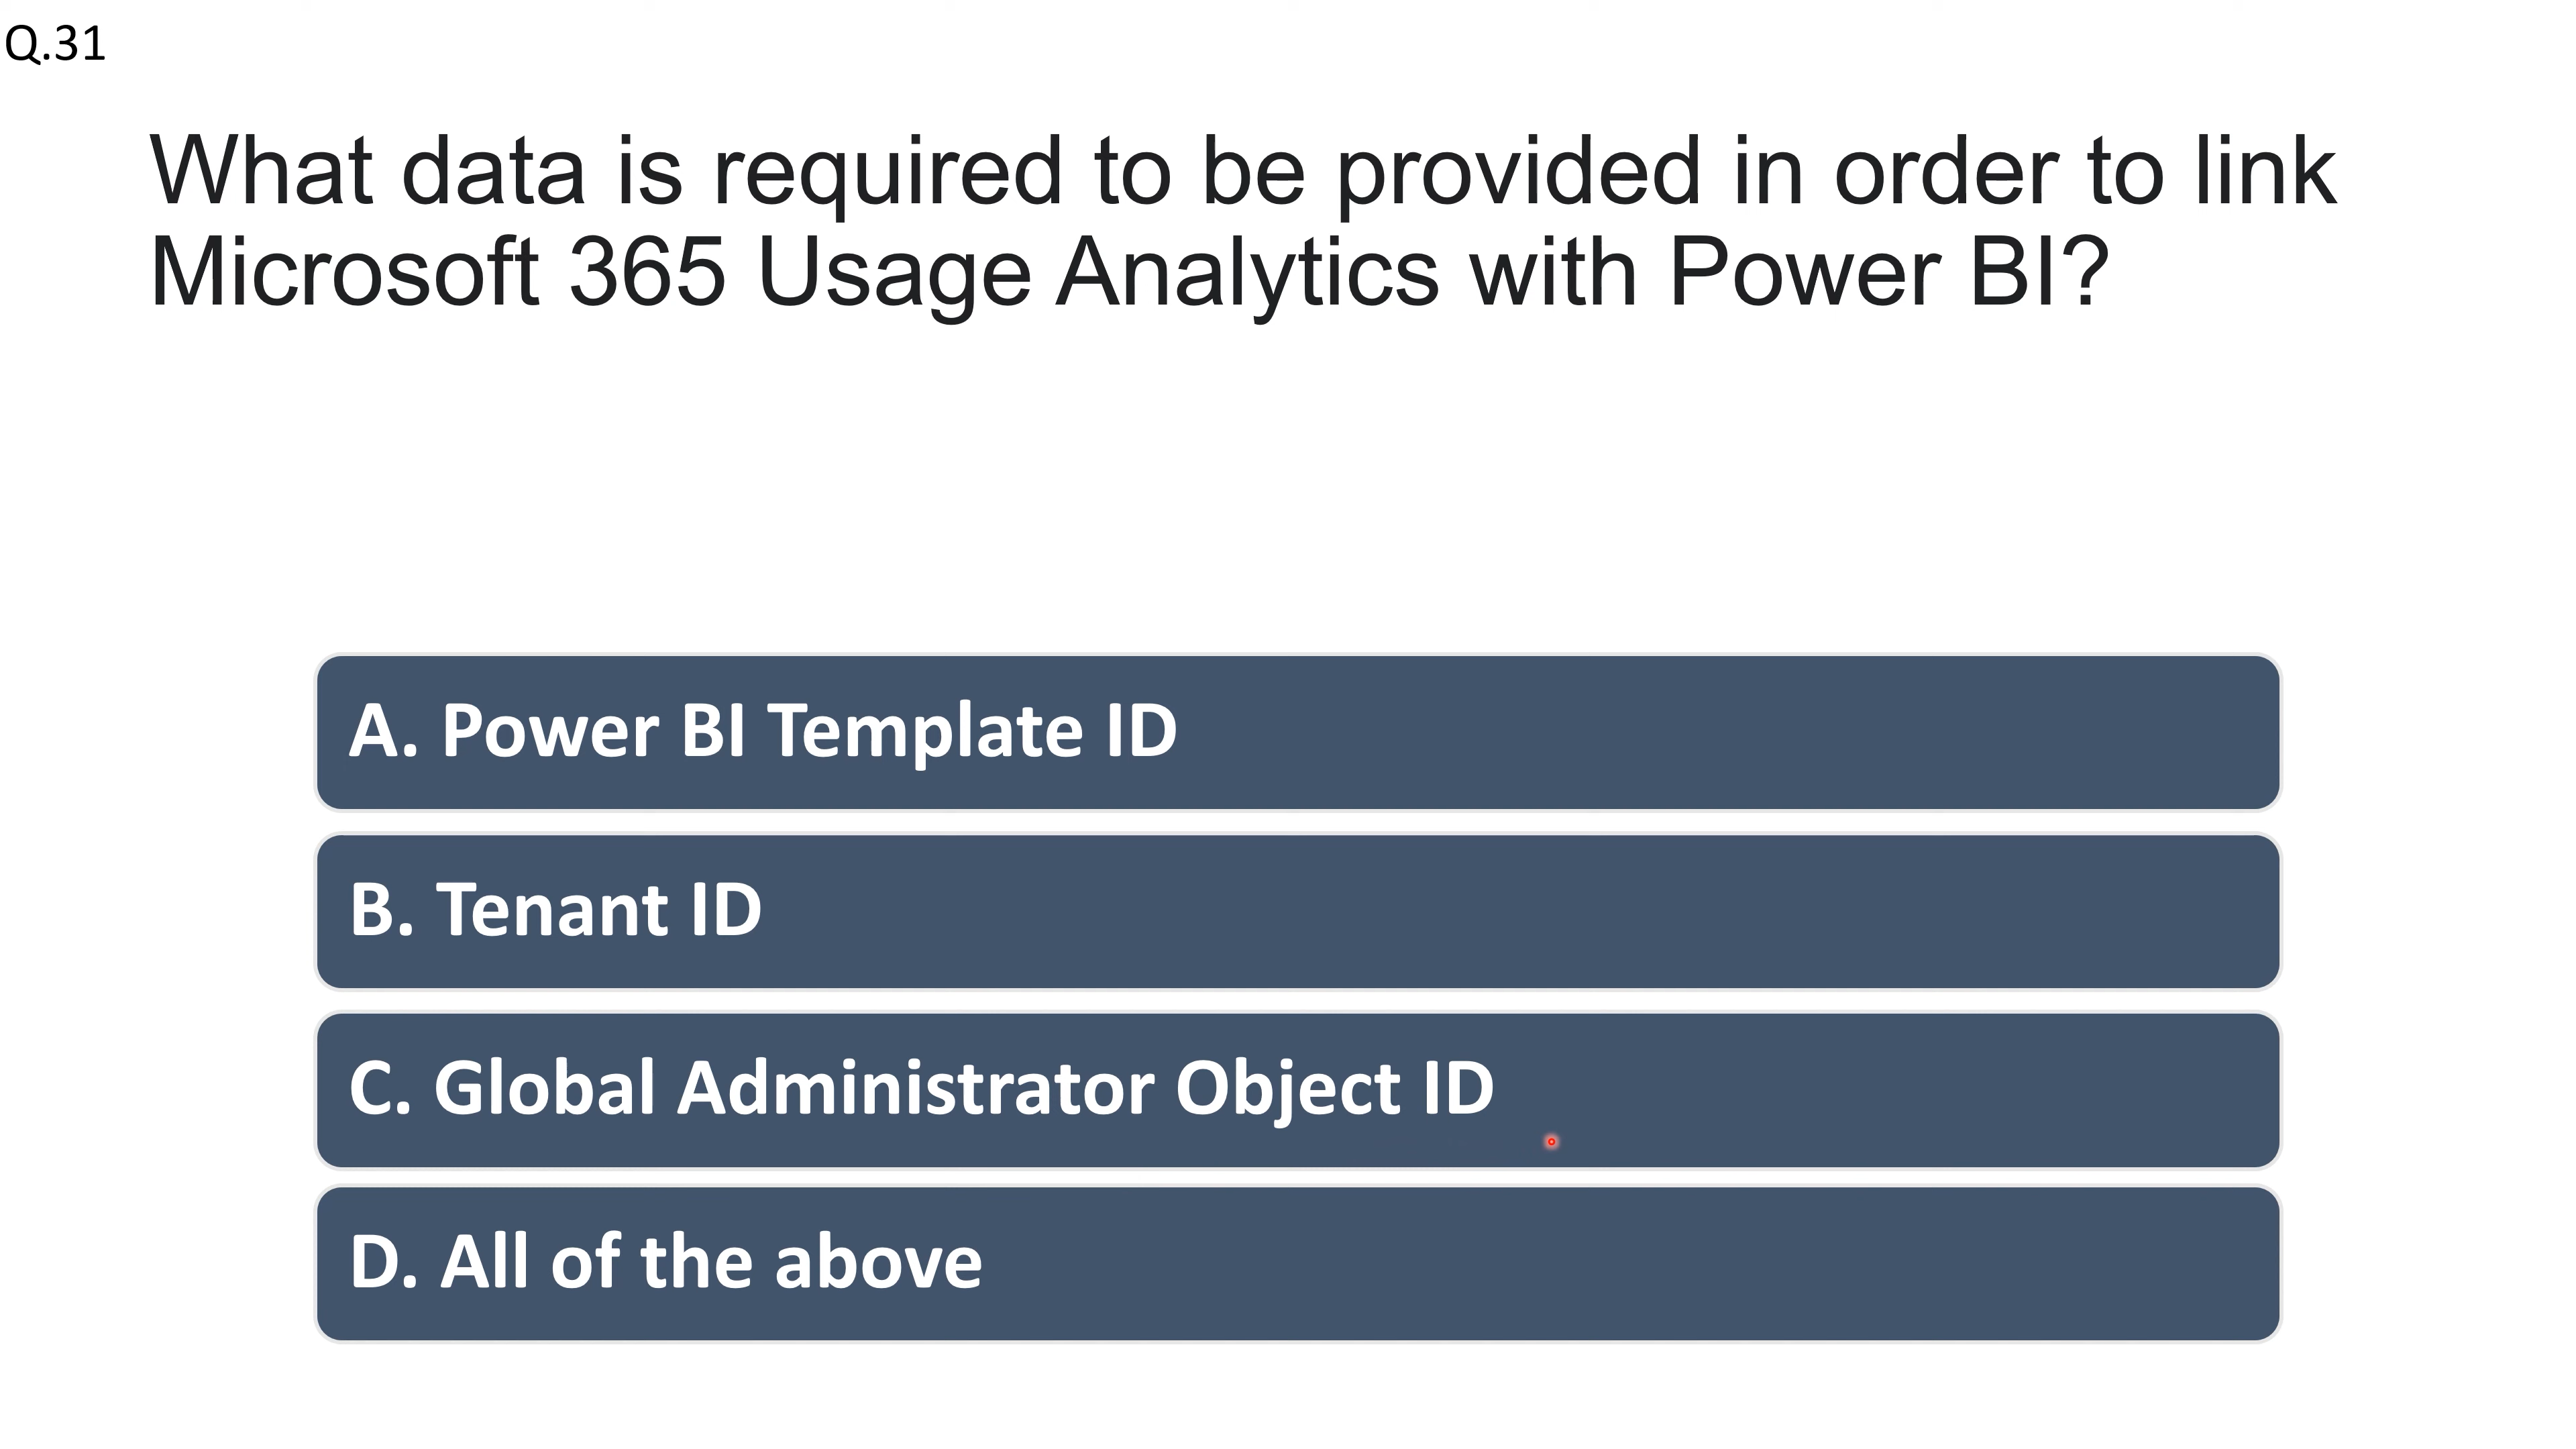 Q.31
What data is required to be provided in order to link
Microsoft 365 Usage Analytics with Power BI?
A. Power BI Template ID
B. Tenant ID
C. Global Administrator Object ID
D. All of the above